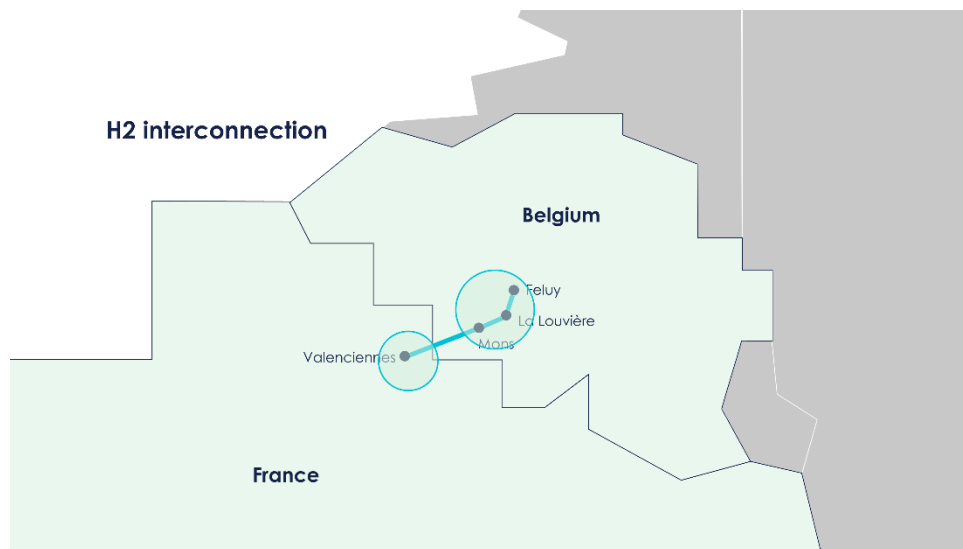 H2 interconnection
Belgium
Feluy
La Louvière
Mons
Valenciennes
France